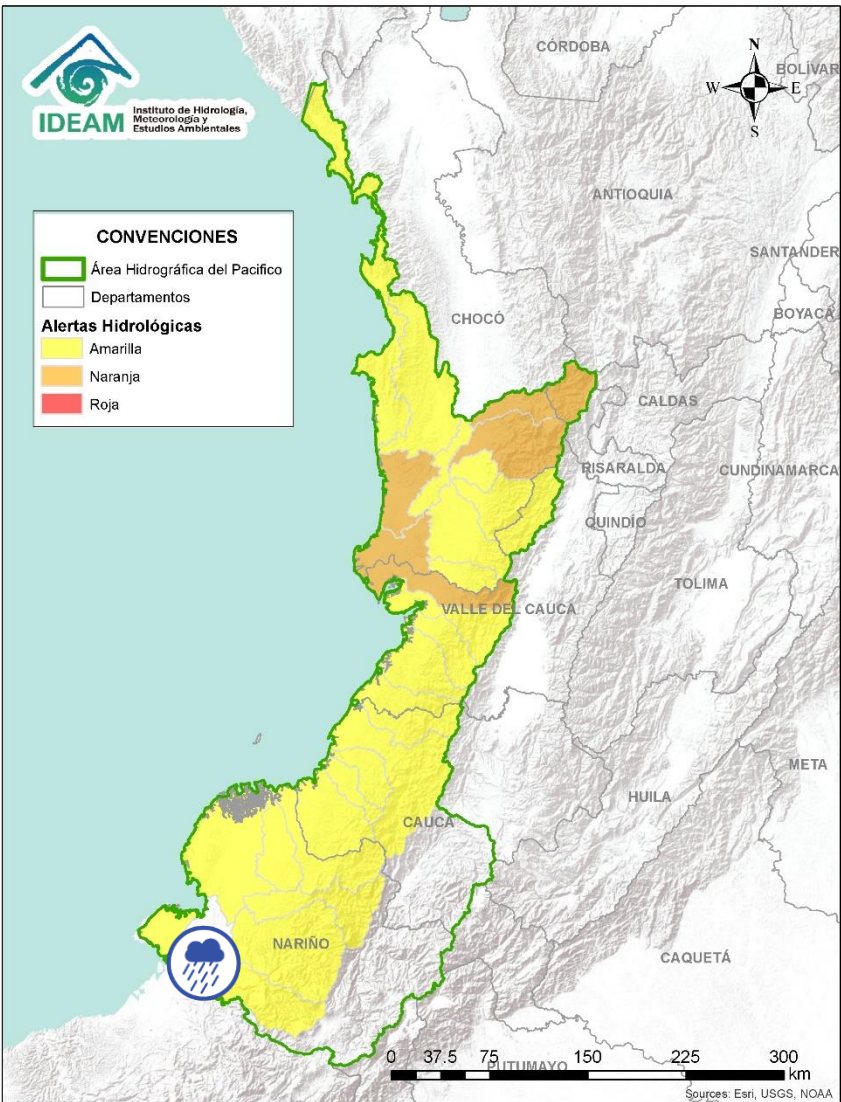 IDEAM
Instituto de Hidrología,
Meteorología y
Estudios Ambientales
N
W
E
S
CÓRDOBA
BOLÍVAR
ANTIOQUIA
SANTANDER
BOYACA
CHOCÓ
CALDAS
RISARALDA
CUNDINAMARCA
QUINDÍO
TOLIMA
VALLE DEL CAUCA
META
HUILA
CAUCA
NARIÑO
CAQUETÁ
PUTUMAYO
CONVENCIONES
Área Hidrográfica del Pacifico
Departamentos
Alertas Hidrológicas
Amarilla
Naranja
Roja
0 37.5 75 150 225 300
km
Sources: Esri, USGS, NOAA